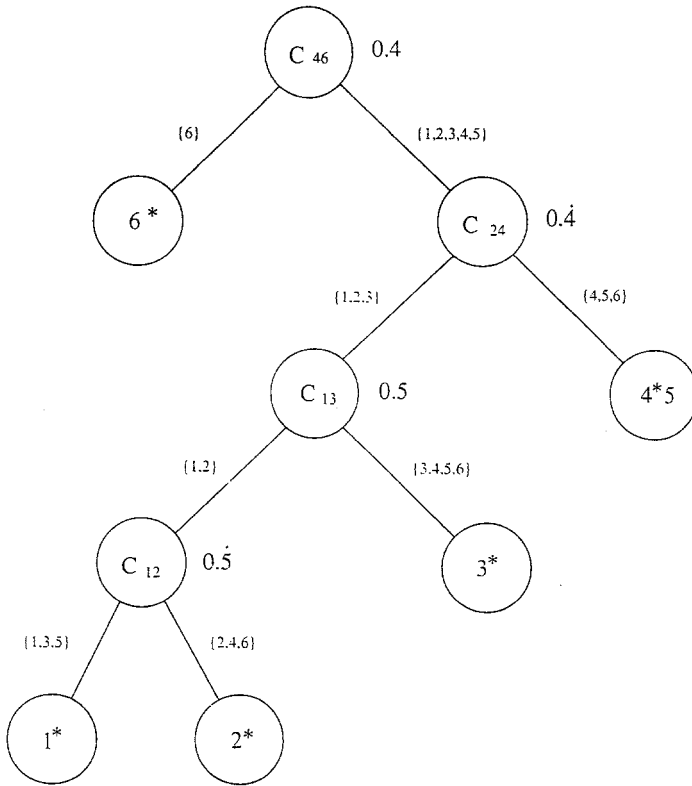 C 46 0.4
{6} {1,2,3,4,5}
6* C 24 0.4̇
{1,2,3} {4,5,6}
C 13 0.5 4*5
{1,2} {3,4,5,6}
C 12 0.5̇ 3*
{1,3,5} {2,4,6}
1* 2*